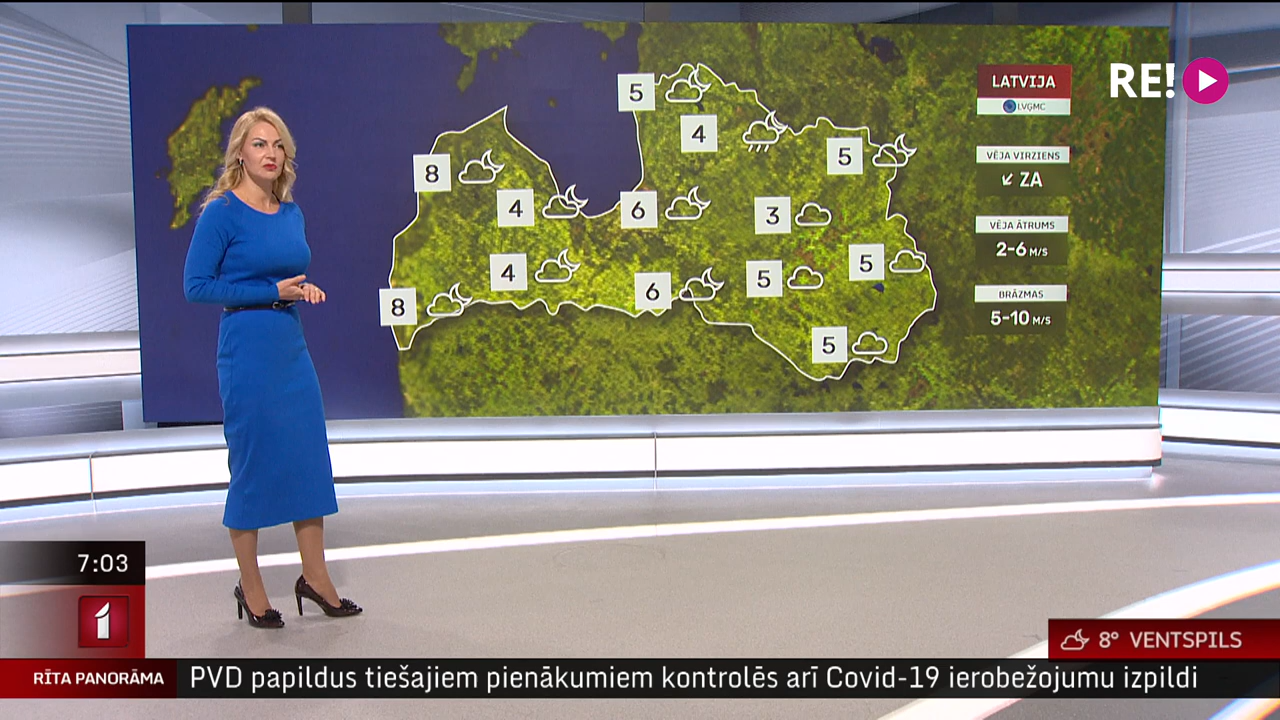 RE!
LATVIJA
LVĢMC
VĒJA VIRZIENS
ZA
VĒJA ĀTRUMS
2-6 M/S
BRĀZMAS
5-10 M/S
5
4
5
8
4
6
3
4
6
5
5
8
5
7:03
1
8° VENTSPILS
RĪTA PANORĀMA
PVD papildus tiešajiem pienākumiem kontrolēs arī Covid-19 ierobežojumu izpildi